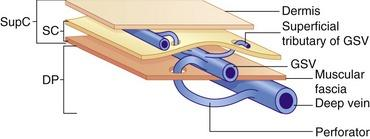 Dermis
SupC
Superficial
tributary of GSV
SC
GSV
Muscular
fascia
DP
Deep vein
Perforator